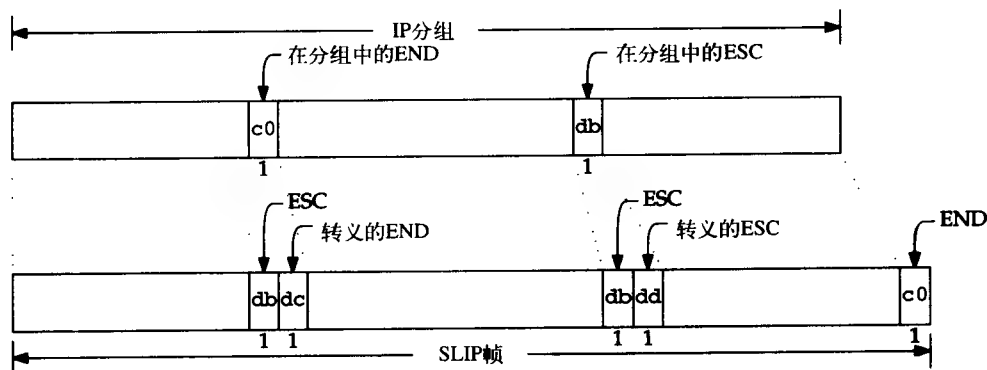 IP分组
在分组中的END
在分组中的ESC
c0
db
1
1
ESC
ESC
END
转义的END
转义的ESC
db
dc
db
dd
c0
1
1
1
1
1
SLIP帧